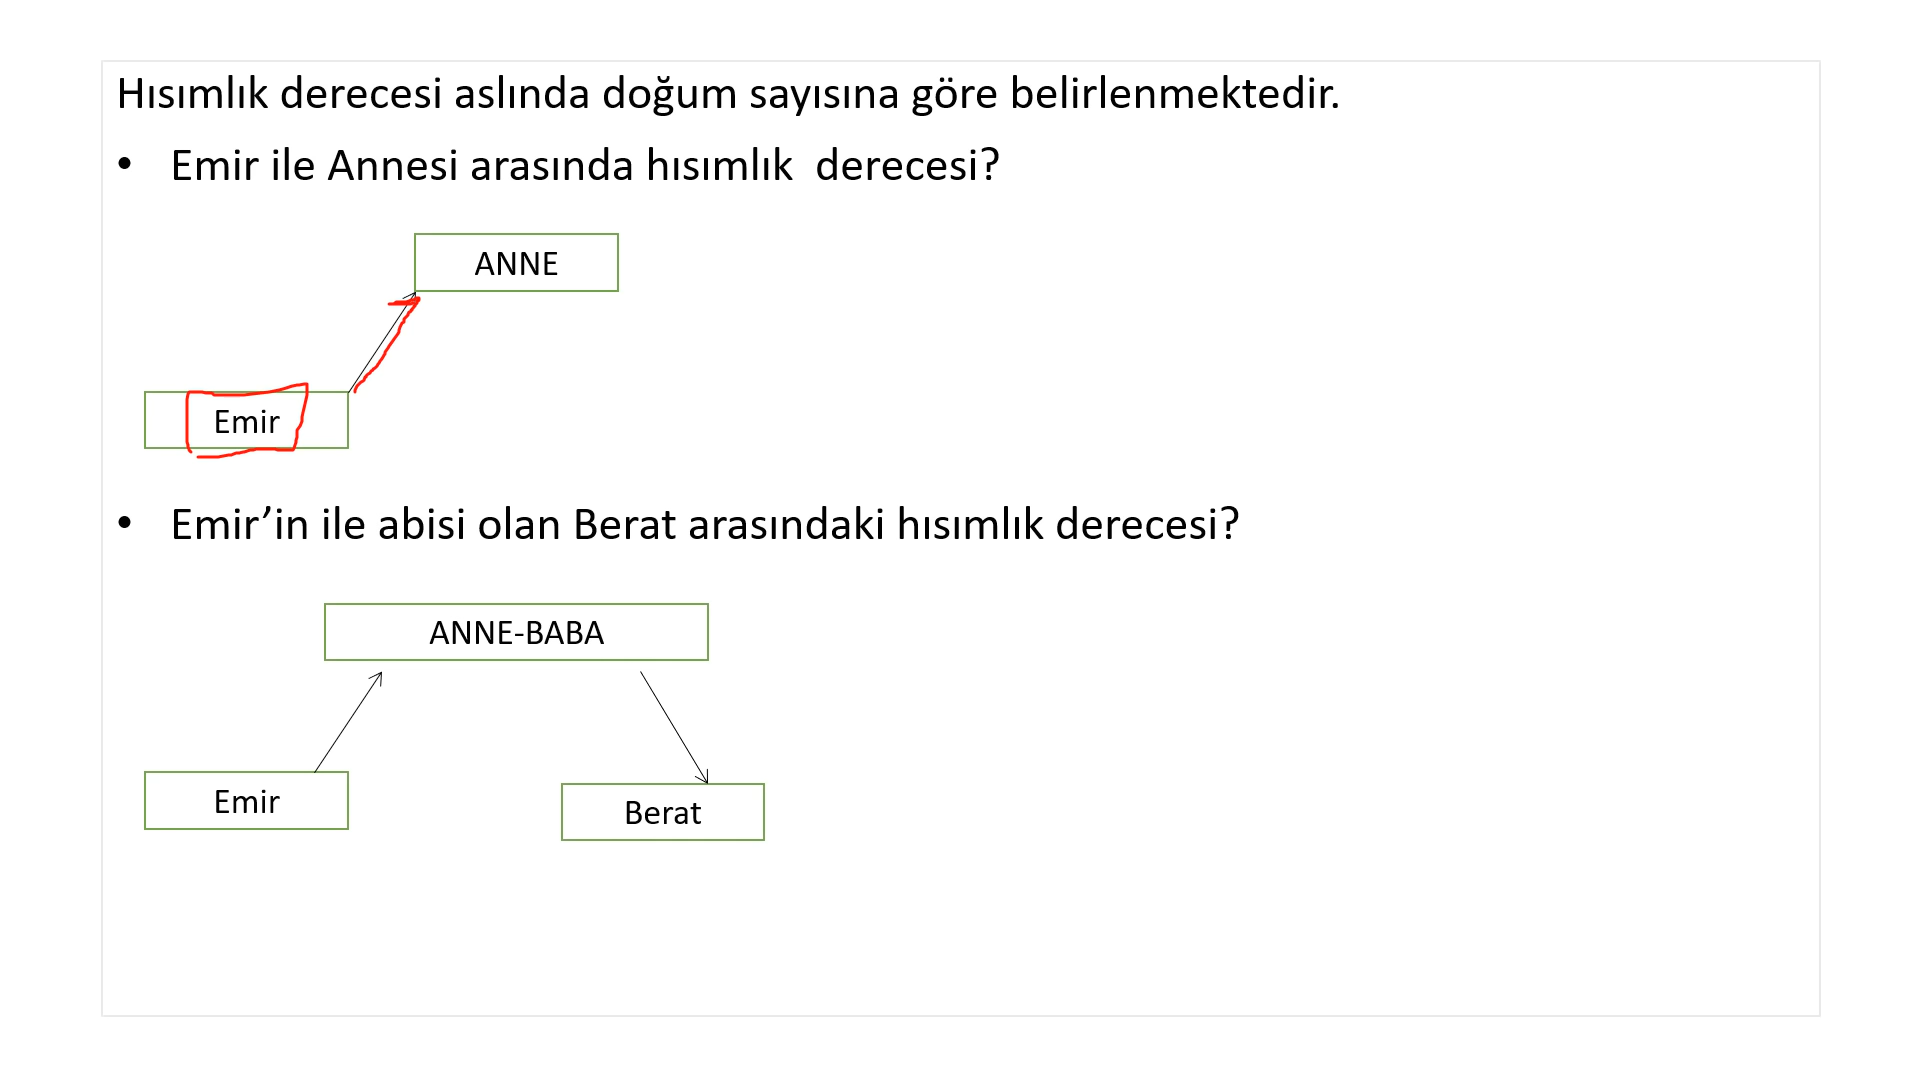 Hısımlık derecesi aslında doğum sayısına göre belirlenmektedir.
• Emir ile Annesi arasında hısımlık  derecesi?
ANNE
Emir
• Emir’in ile abisi olan Berat arasındaki hısımlık derecesi?
ANNE-BABA
Emir
Berat